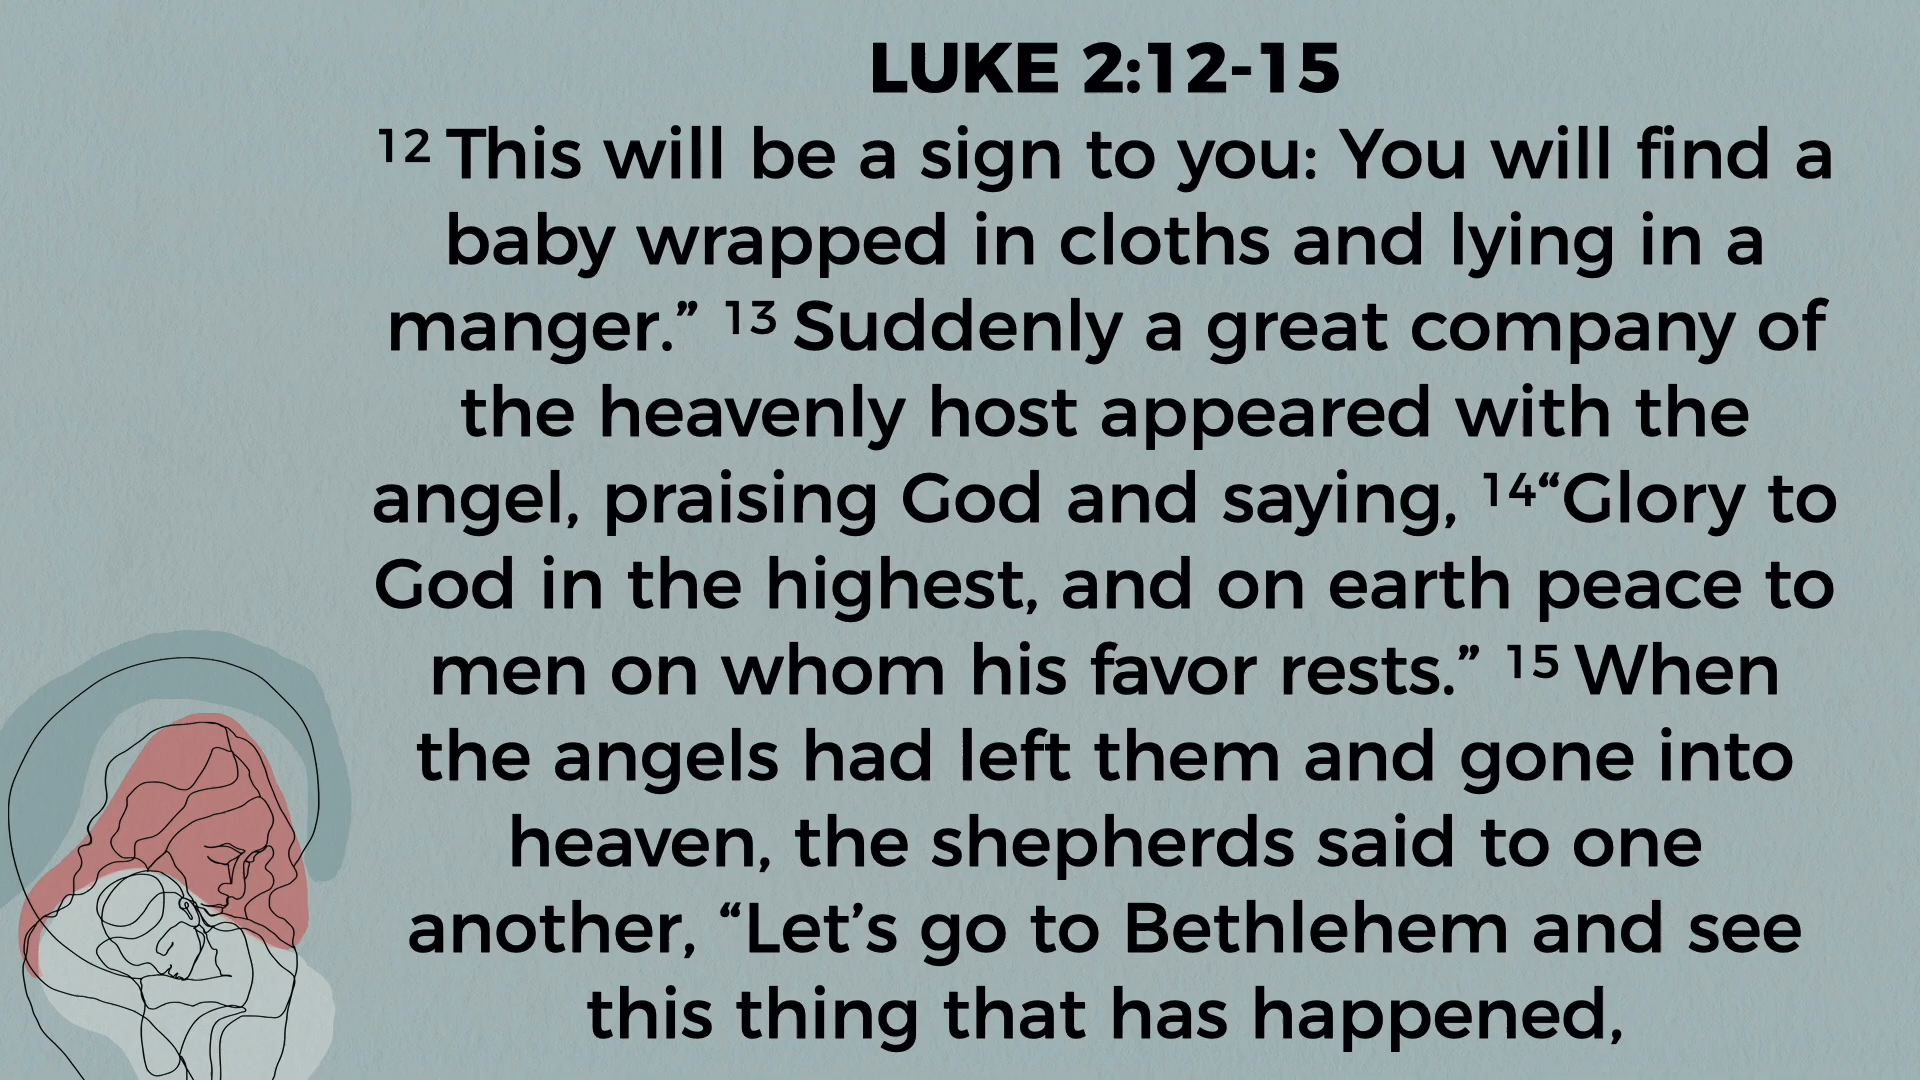 LUKE 2:12-15
¹² This will be a sign to you: You will find a
baby wrapped in cloths and lying in a
manger.” ¹³ Suddenly a great company of
the heavenly host appeared with the
angel, praising God and saying, ¹⁴“Glory to
God in the highest, and on earth peace to
men on whom his favor rests.” ¹⁵ When
the angels had left them and gone into
heaven, the shepherds said to one
another, “Let’s go to Bethlehem and see
this thing that has happened,